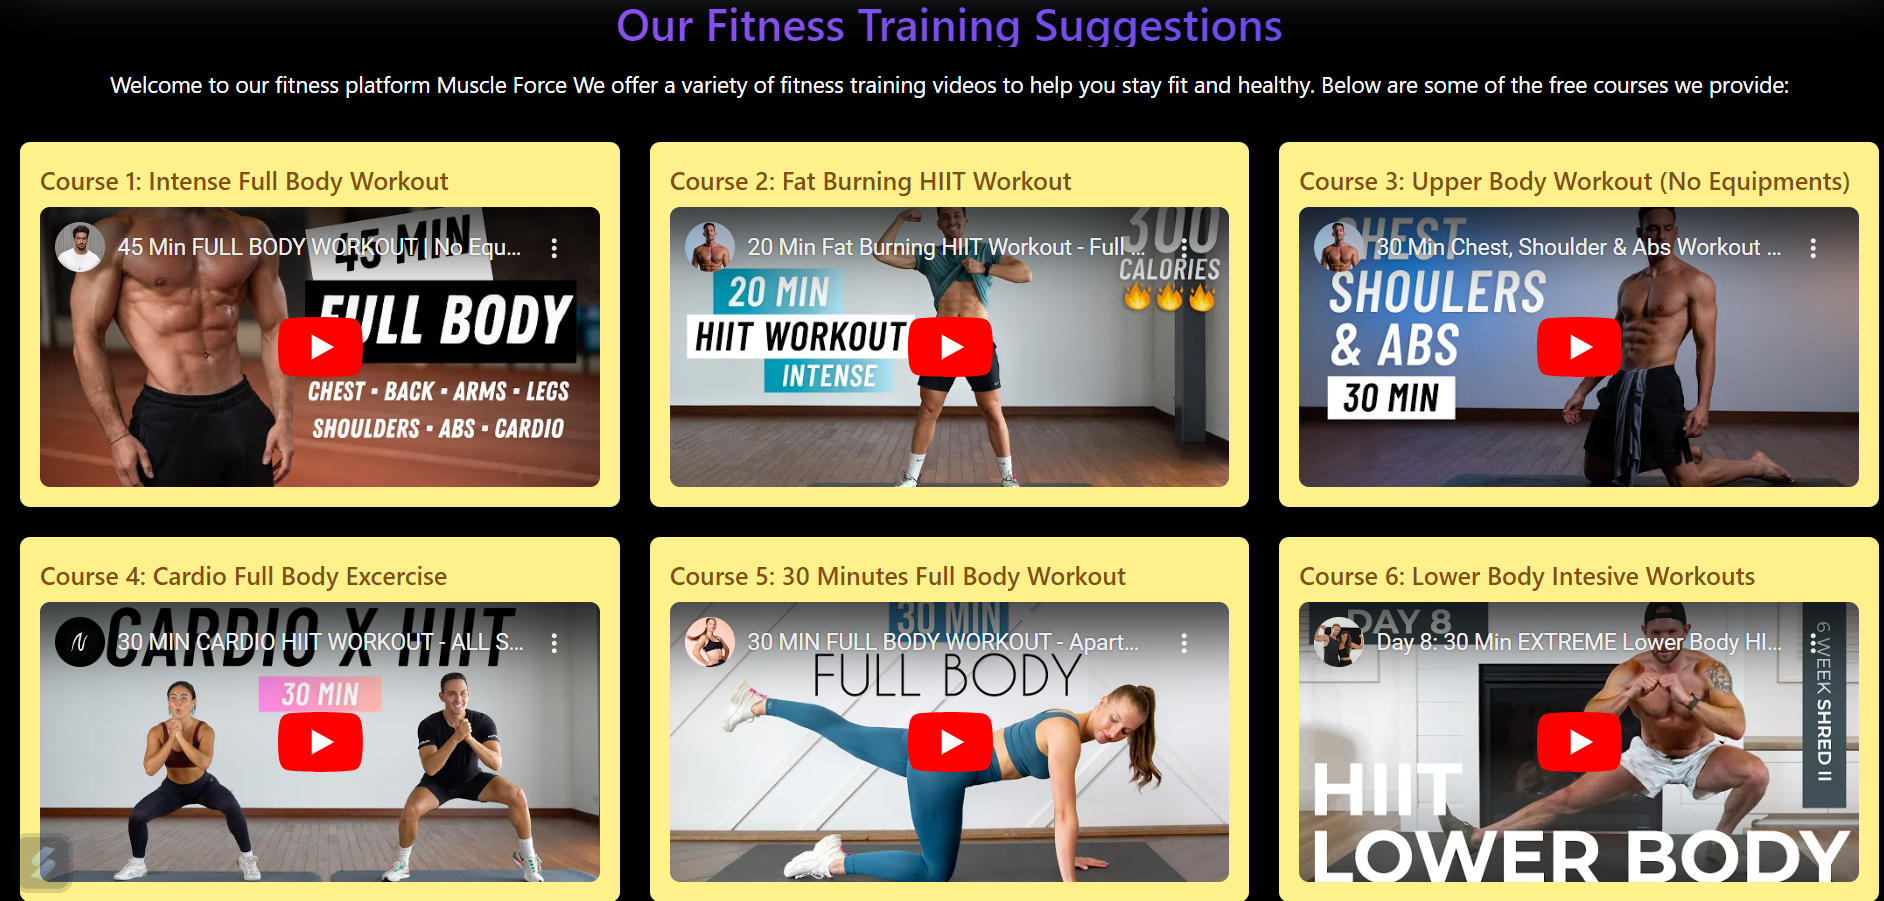 Our Fitness Training Suggestions
Welcome to our fitness platform Muscle Force We offer a variety of fitness training videos to help you stay fit and healthy. Below are some of the free courses we provide:
Course 1: Intense Full Body Workout
45 Min FULL BODY WORKOUT | No Equ...
45 MIN
FULL BODY
CHEST • BACK • ARMS • LEGS
SHOULDERS • ABS • CARDIO
Course 2: Fat Burning HIIT Workout
20 Min Fat Burning HIIT Workout - Full ...
300
CALORIES
20 MIN
HIIT WORKOUT
INTENSE
Course 3: Upper Body Workout (No Equipments)
30 Min Chest, Shoulder & Abs Workout ...
CHEST
SHOULERS
& ABS
30 MIN
Course 4: Cardio Full Body Excercise
30 MIN CARDIO HIIT WORKOUT - ALL S...
CARDIO X HIIT
30 MIN
Course 5: 30 Minutes Full Body Workout
30 MIN FULL BODY WORKOUT - Apart...
30 MIN
FULL BODY
Course 6: Lower Body Intesive Workouts
Day 8: 30 Min EXTREME Lower Body HI...
DAY 8
6 WEEK SHRED II
HIIT
LOWER BODY